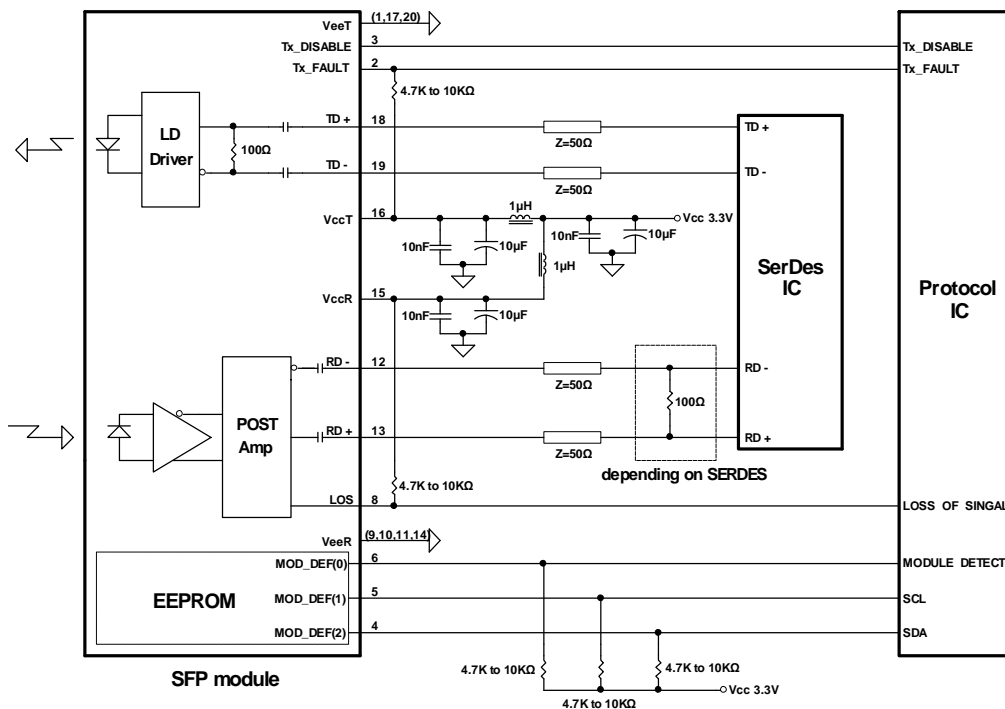 VeeT
(1,17,20)
Tx_DISABLE
3
Tx_DISABLE
Tx_FAULT
2
Tx_FAULT
4.7K to 10KΩ
LD
Driver
100Ω
TD +
18
Z=50Ω
TD +
TD -
19
Z=50Ω
TD -
1µH
VccT
16
Vcc 3.3V
10nF
10µF
10nF
10µF
1µH
SerDes
IC
Protocol
IC
VccR
15
10nF
10µF
RD -
12
Z=50Ω
RD -
POST
Amp
100Ω
RD +
13
Z=50Ω
RD +
depending on SERDES
4.7K to 10KΩ
LOS
8
LOSS OF SINGAL
VeeR
(9,10,11,14)
MOD_DEF(0)
6
MODULE DETECT
EEPROM
MOD_DEF(1)
5
SCL
MOD_DEF(2)
4
SDA
4.7K to 10KΩ
4.7K to 10KΩ
4.7K to 10KΩ
Vcc 3.3V
SFP module